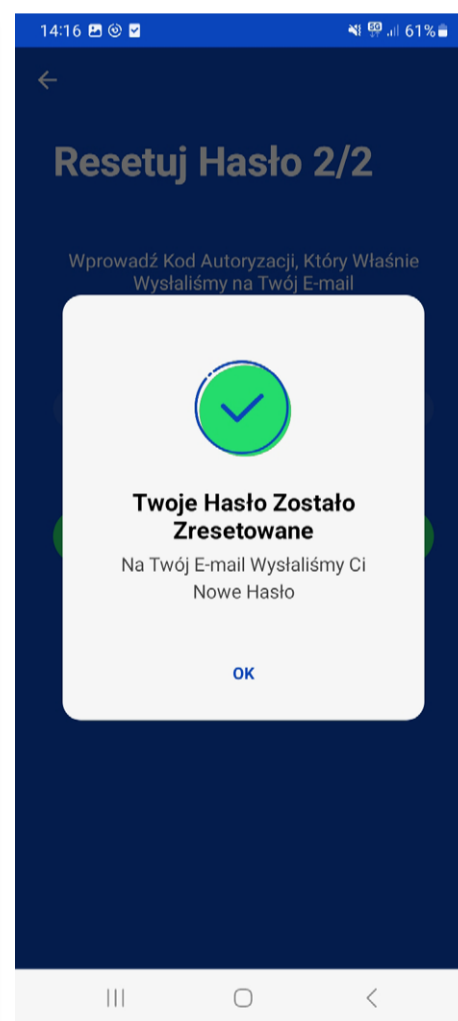 14:16
5G
61%
Resetuj Hasło 2/2
Wprowadź Kod Autoryzacji, Który Właśnie
Wysłaliśmy na Twój E-mail
Twoje Hasło Zostało
Zresetowane
Na Twój E-mail Wysłaliśmy Ci
Nowe Hasło
OK